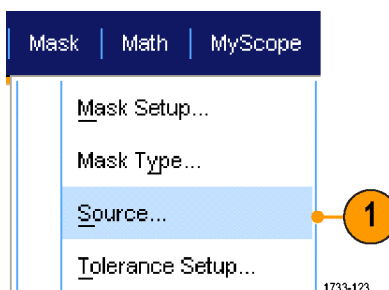 Mask Math MyScope
Mask Setup...
Mask Type...
Source...
1
Tolerance Setup...
1733-123